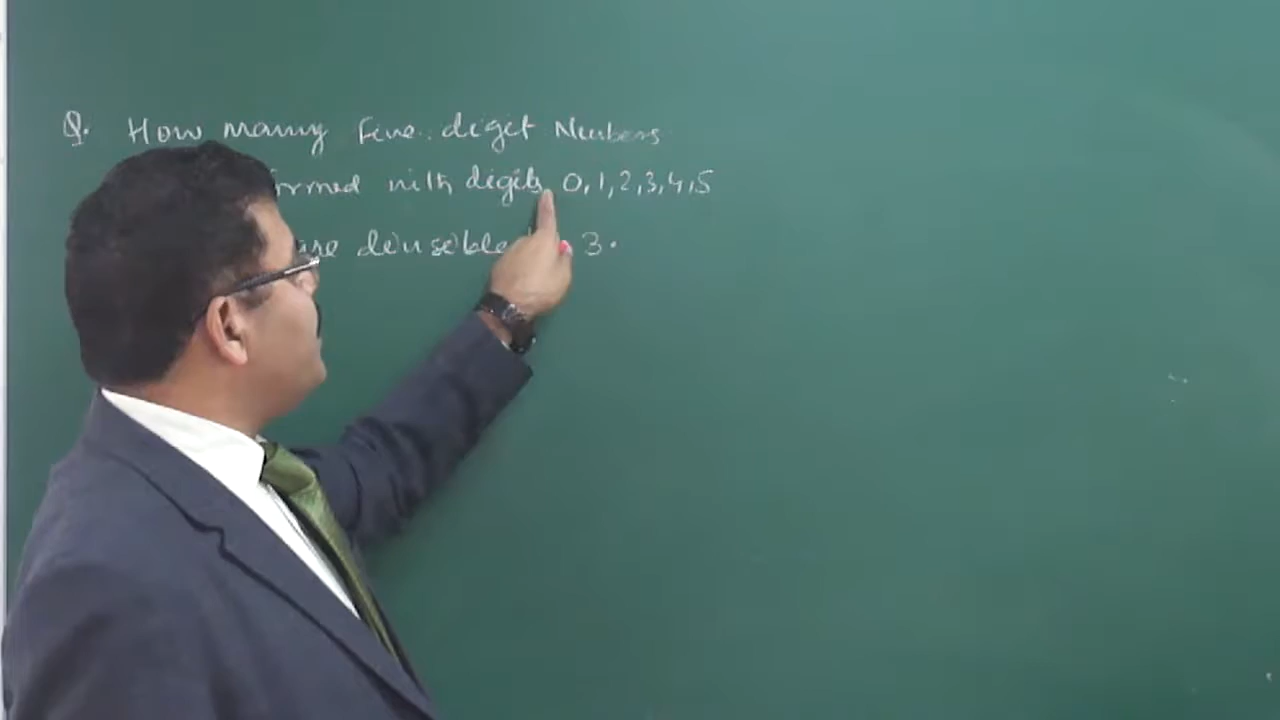 Q. How many Five digit Numbers
formed with digits 0,1,2,3,4,5
are divisible 3.